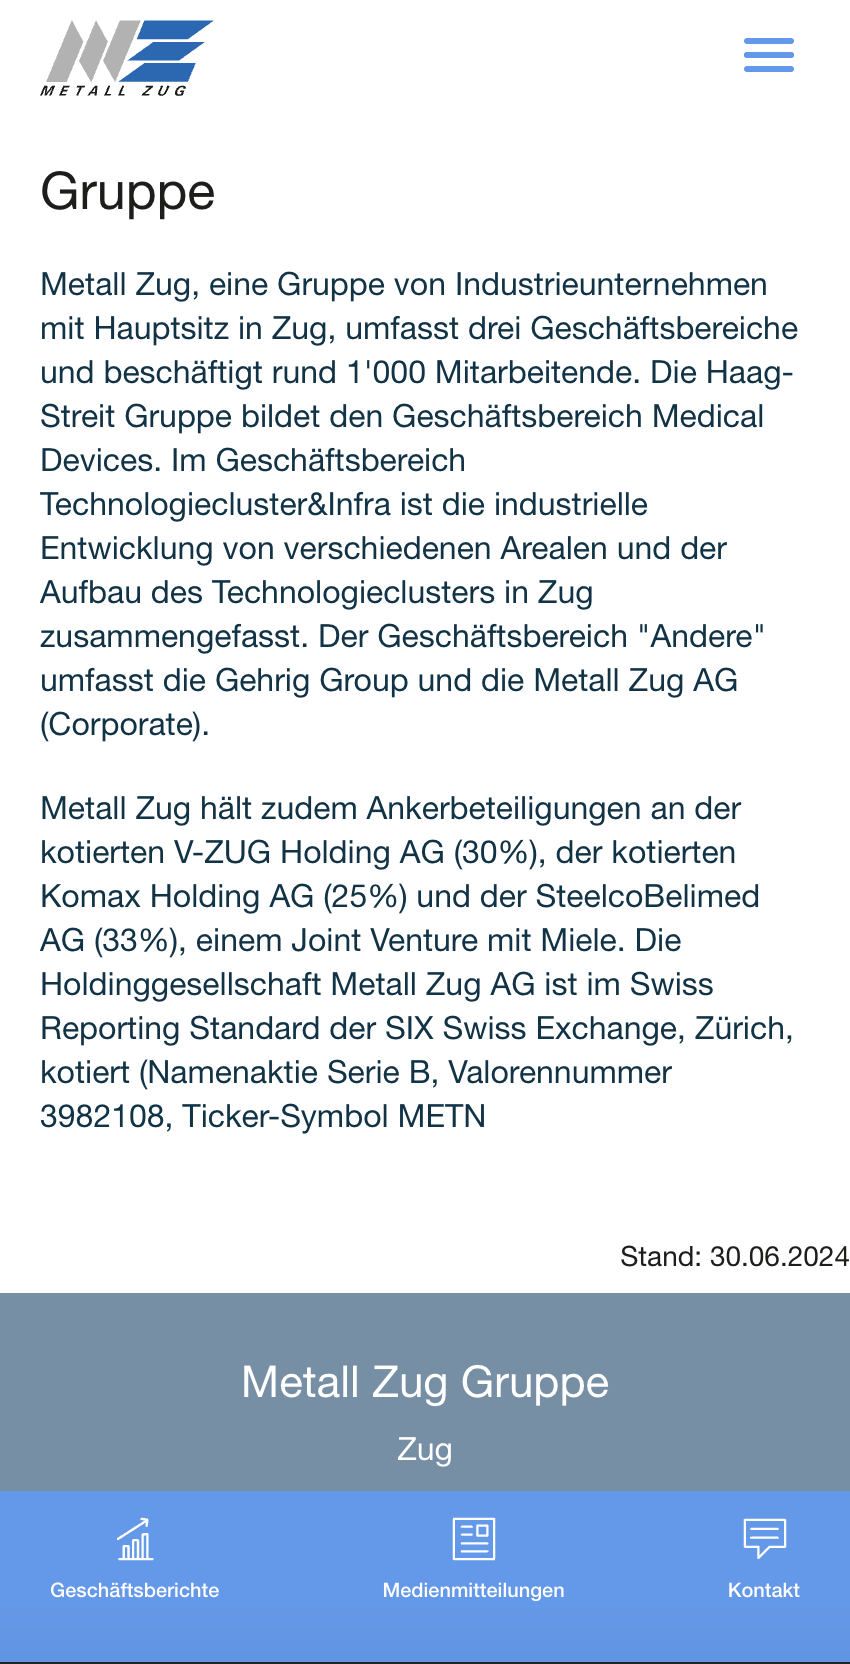 METALL ZUG
Gruppe
Metall Zug, eine Gruppe von Industrieunternehmen
mit Hauptsitz in Zug, umfasst drei Geschäftsbereiche
und beschäftigt rund 1'000 Mitarbeitende. Die Haag-
Streit Gruppe bildet den Geschäftsbereich Medical
Devices. Im Geschäftsbereich
Technologiecluster&Infra ist die industrielle
Entwicklung von verschiedenen Arealen und der
Aufbau des Technologieclusters in Zug
zusammengefasst. Der Geschäftsbereich "Andere"
umfasst die Gehrig Group und die Metall Zug AG
(Corporate).
Metall Zug hält zudem Ankerbeteiligungen an der
kotierten V-ZUG Holding AG (30%), der kotierten
Komax Holding AG (25%) und der SteelcoBelimed
AG (33%), einem Joint Venture mit Miele. Die
Holdinggesellschaft Metall Zug AG ist im Swiss
Reporting Standard der SIX Swiss Exchange, Zürich,
kotiert (Namenaktie Serie B, Valorennummer
3982108, Ticker-Symbol METN
Stand: 30.06.2024
Metall Zug Gruppe
Zug
Geschäftsberichte
Medienmitteilungen
Kontakt